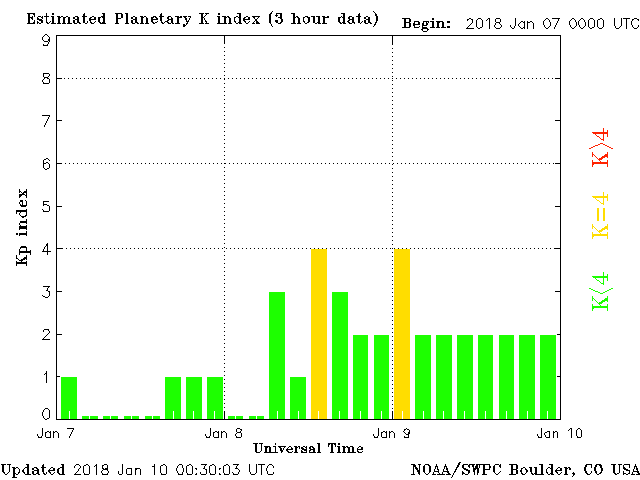 Estimated Planetary K index (3 hour data) Begin: 2018 Jan 07 0000 UTC
9
8
7
6
5
4
3
2
1
0
Kp index
K>4
K=4
K<4
Jan 7 Jan 8 Jan 9 Jan 10
Universal Time
Updated 2018 Jan 10 00:30:03 UTC NOAA/SWPC Boulder, CO USA